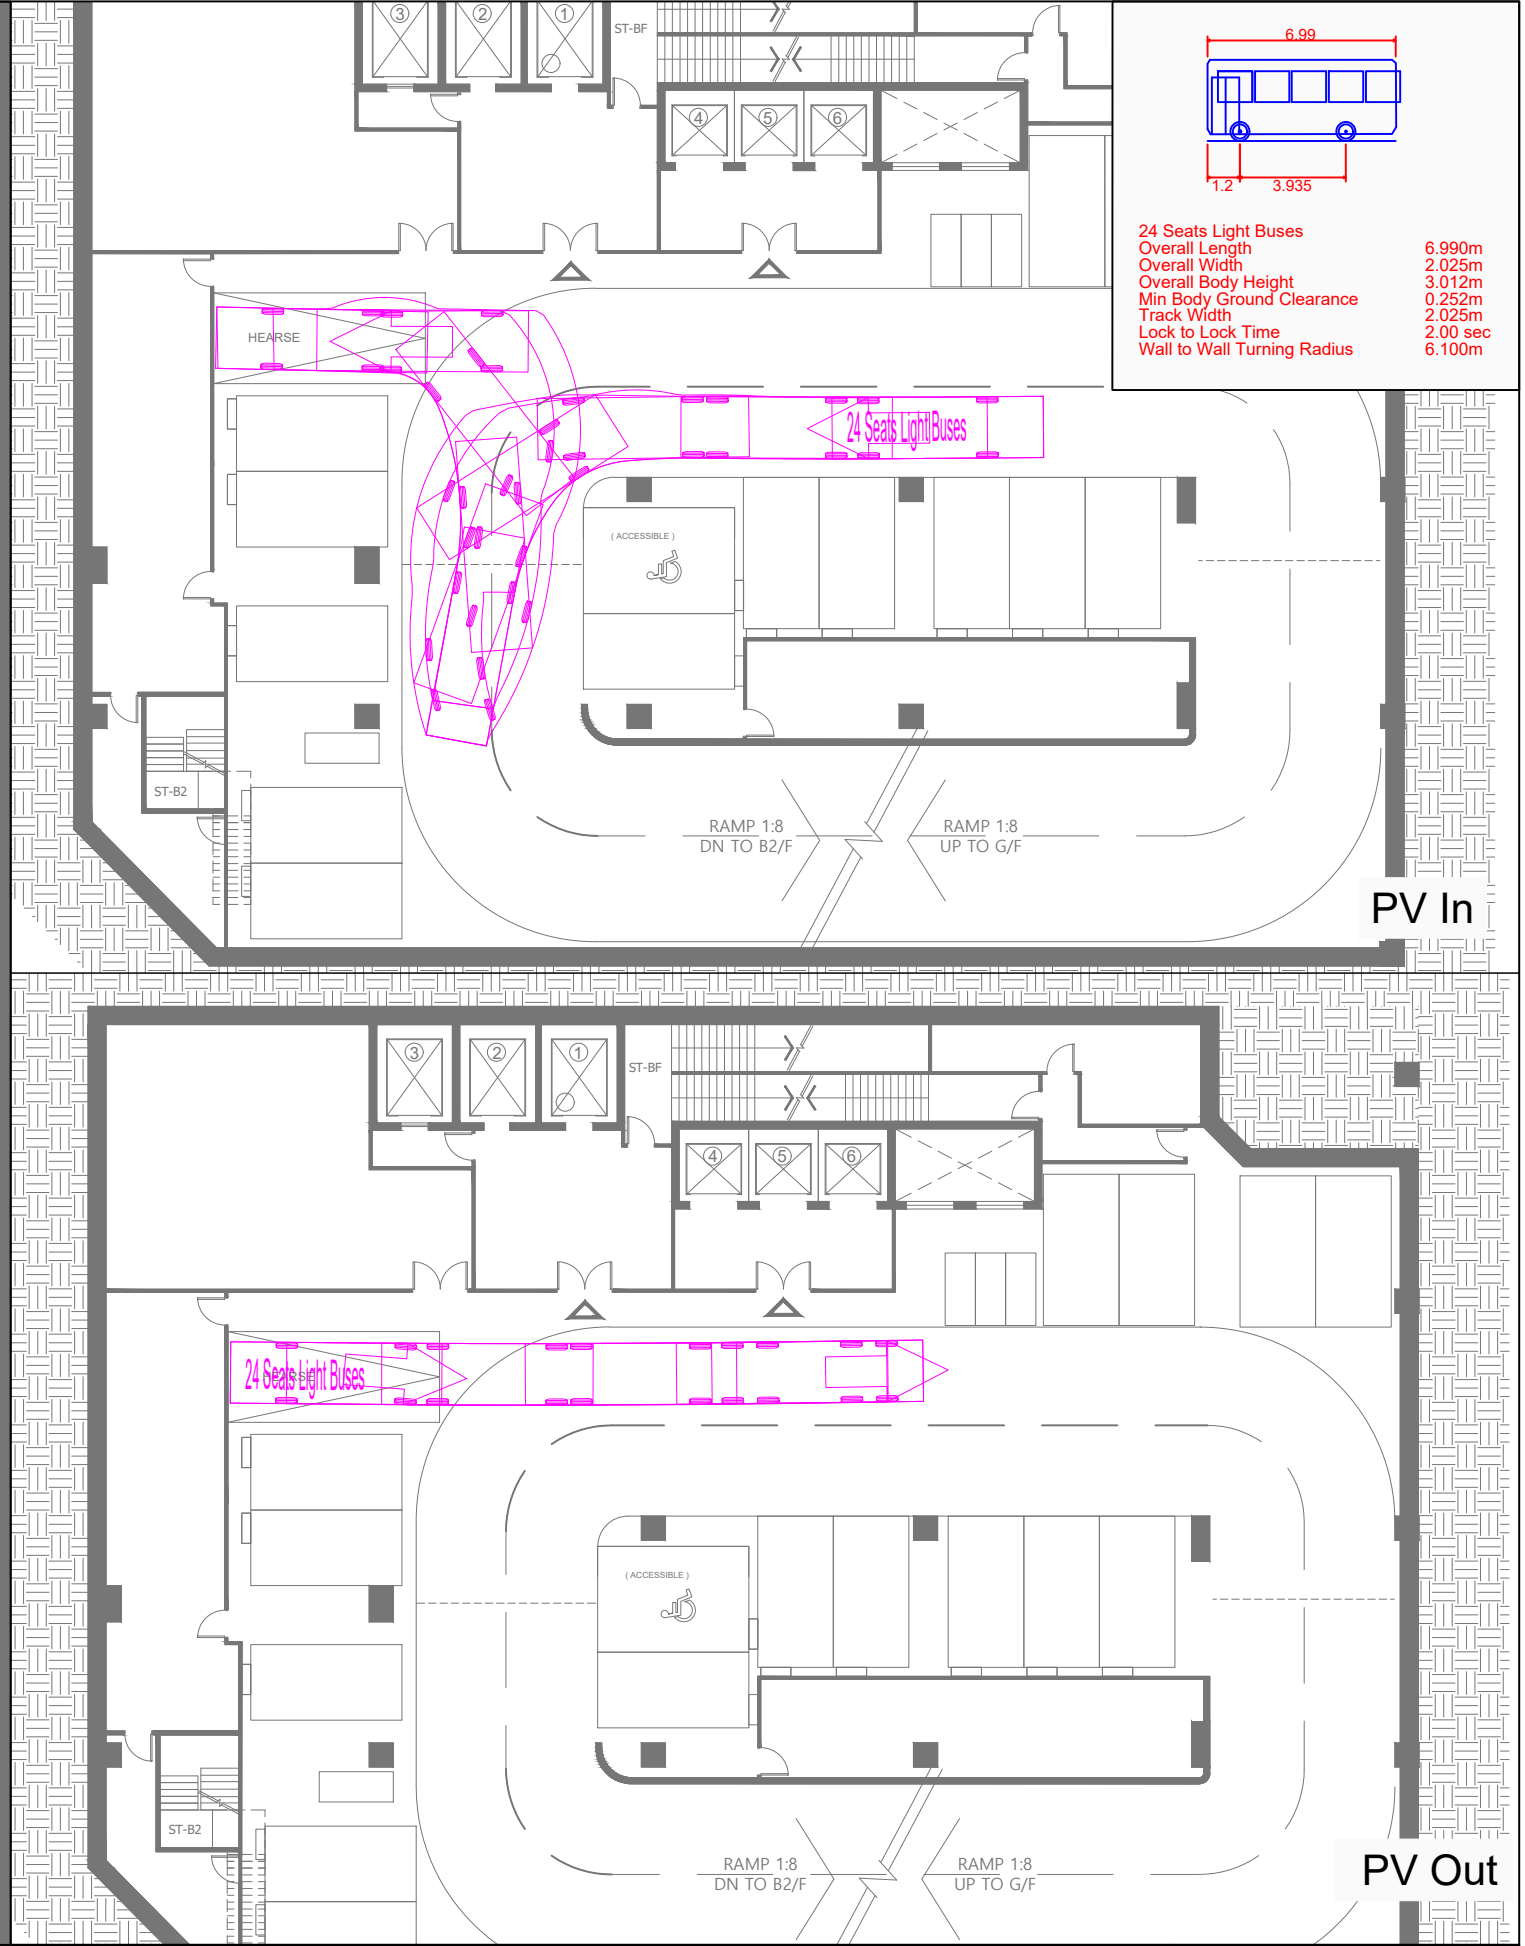 ③
②
①
ST-BF
④
⑤
⑥
6.99
1.2
3.935
24 Seats Light Buses
Overall Length 6.990m
Overall Width 2.025m
Overall Body Height 3.012m
Min Body Ground Clearance 0.252m
Track Width 2.025m
Lock to Lock Time 2.00 sec
Wall to Wall Turning Radius 6.100m
HEARSE
24 Seats Light Buses
( ACCESSIBLE )
ST-B2
RAMP 1:8
DN TO B2/F
RAMP 1:8
UP TO G/F
PV In
③
②
①
ST-BF
④
⑤
⑥
24 Seats Light Buses
HEARSE
( ACCESSIBLE )
ST-B2
RAMP 1:8
DN TO B2/F
RAMP 1:8
UP TO G/F
PV Out